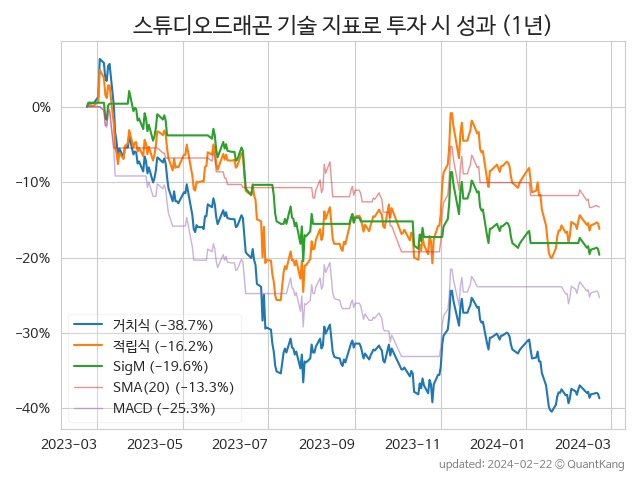 스튜디오드래곤 기술 지표로 투자 시 성과 (1년)
0%
−10%
−20%
−30%
−40%
거치식 (−38.7%)
적립식 (−16.2%)
SigM (−19.6%)
SMA(20) (−13.3%)
MACD (−25.3%)
2023-03 2023-05 2023-07 2023-09 2023-11 2024-01 2024-03
updated: 2024-02-22 © QuantKang